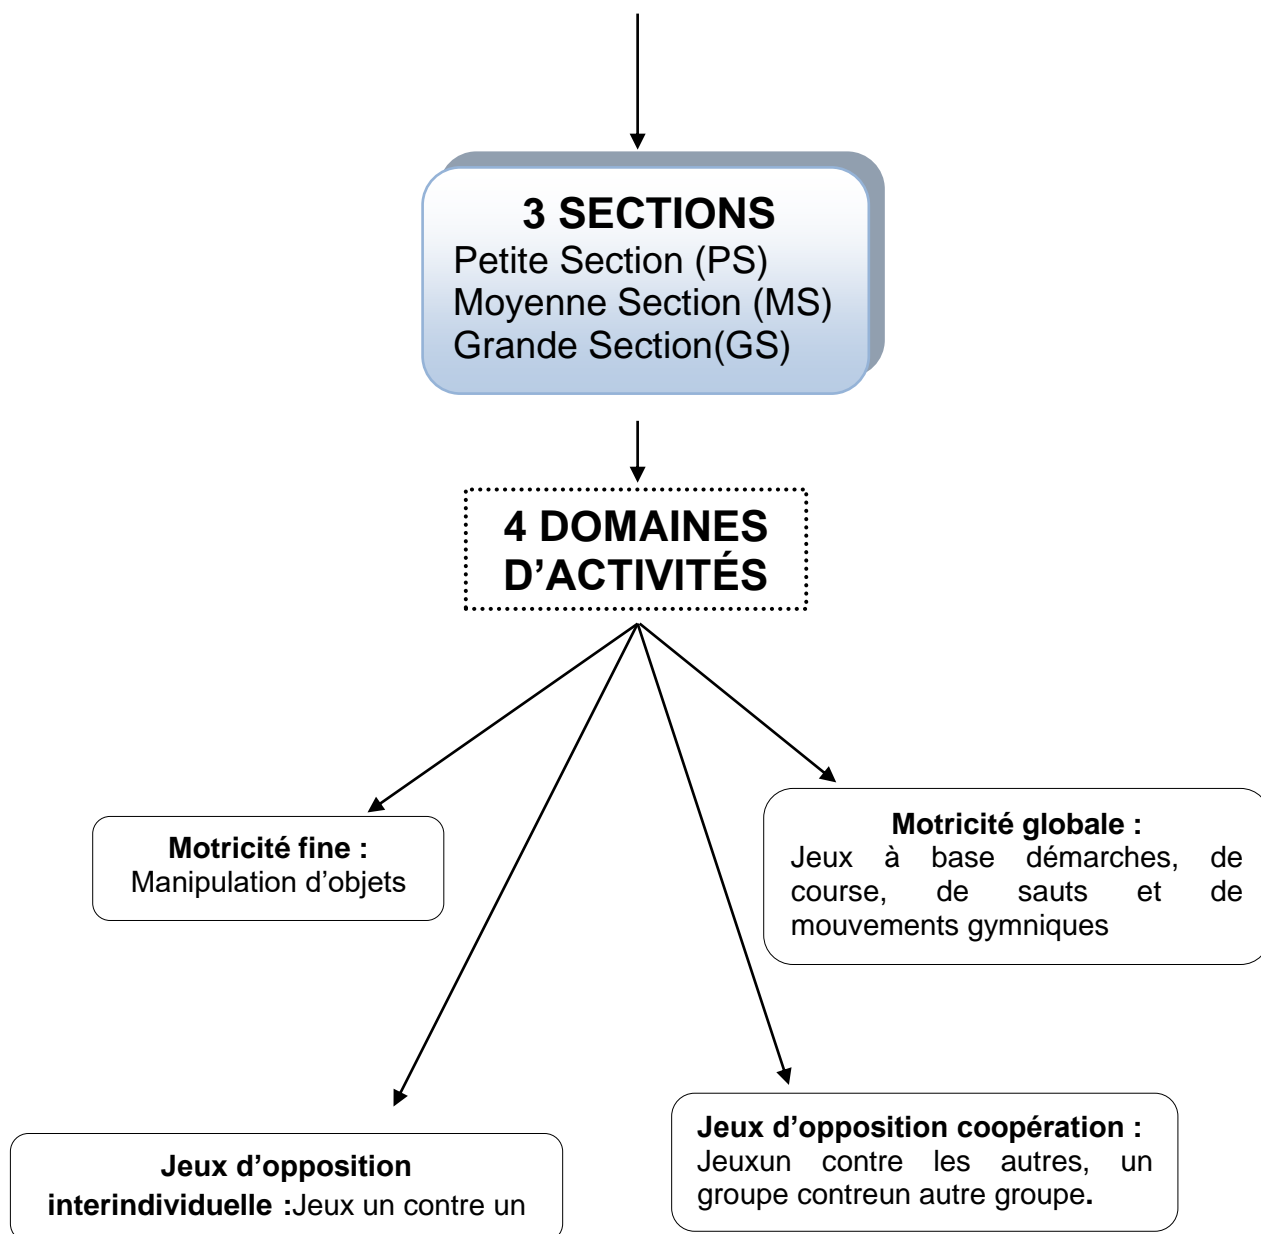 3 SECTIONS
Petite Section (PS)
Moyenne Section (MS)
Grande Section(GS)
4 DOMAINES
D’ACTIVITÉS
Motricité fine :
Manipulation d’objets
Motricité globale :
Jeux à base démarches, de
course, de sauts et de
mouvements gymniques
Jeux d’opposition
interindividuelle :Jeux un contre un
Jeux d’opposition coopération :
Jeuxun contre les autres, un
groupe contreun autre groupe.